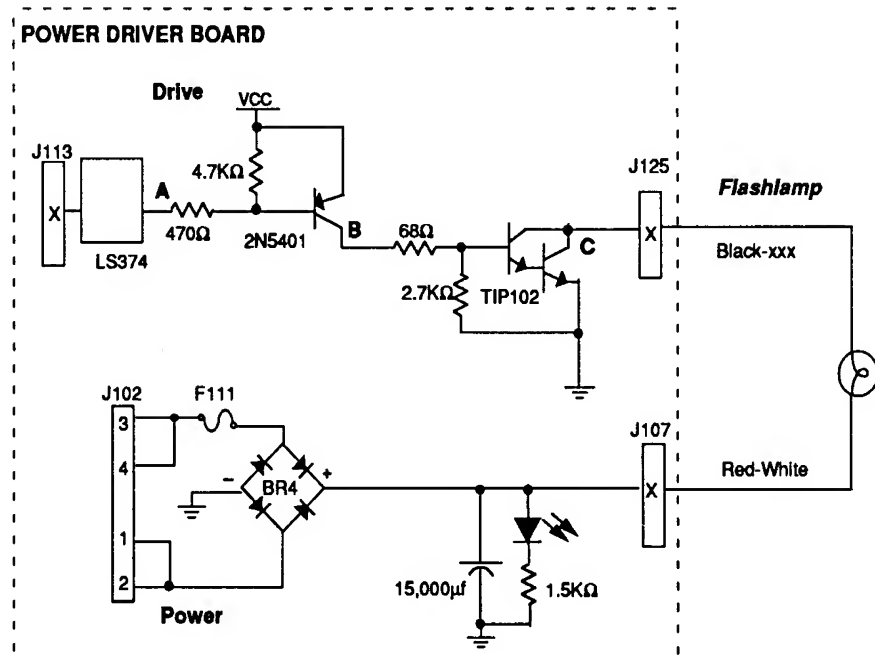 POWER DRIVER BOARD
Drive
VCC
J113
4.7KΩ
J125
Flashlamp
A
X
B
X
C
470Ω
2N5401
68Ω
Black-xxx
LS374
2.7KΩ
TIP102
J102
F111
3
J107
4
-
+
BR4
Red-White
X
1
2
15,000µf
1.5KΩ
Power